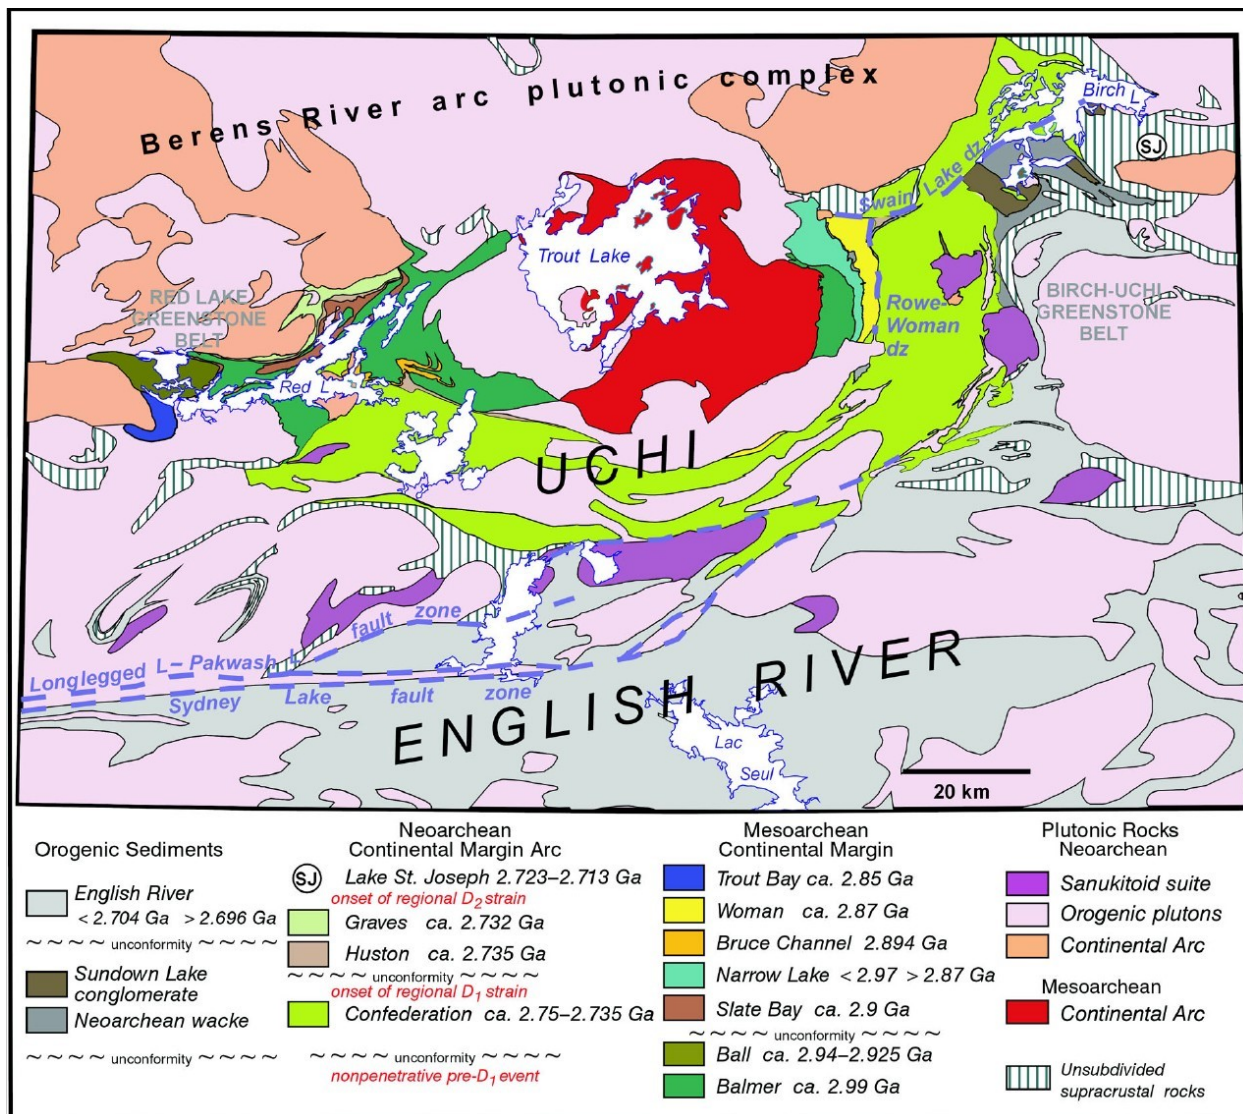 Berens River arc plutonic complex
Birch L
SJ
Swain Lake dz
Trout Lake
RED LAKE
GREENSTONE
BELT
Rowe-
Woman
dz
BIRCH-UCHI
GREENSTONE
BELT
Red L
UCHI
fault zone
Longlegged L – Pakwash L
Sydney Lake fault zone
ENGLISH RIVER
Lac
Seul
20 km
Orogenic Sediments
English River
< 2.704 Ga > 2.696 Ga
~ ~ ~ ~ unconformity ~ ~ ~ ~
Sundown Lake
conglomerate
Neoarchean wacke
~ ~ ~ ~ unconformity ~ ~ ~ ~
Neoarchean
Continental Margin Arc
SJ Lake St. Joseph 2.723–2.713 Ga
onset of regional D2 strain
Graves ca. 2.732 Ga
Huston ca. 2.735 Ga
~ ~ ~ ~ unconformity ~ ~ ~ ~
onset of regional D1 strain
Confederation ca. 2.75–2.735 Ga
~ ~ ~ ~ unconformity ~ ~ ~ ~
nonpenetrative pre-D1 event
Mesoarchean
Continental Margin
Trout Bay ca. 2.85 Ga
Woman ca. 2.87 Ga
Bruce Channel 2.894 Ga
Narrow Lake < 2.97 > 2.87 Ga
Slate Bay ca. 2.9 Ga
~ ~ ~ ~ unconformity ~ ~ ~ ~
Ball ca. 2.94–2.925 Ga
Balmer ca. 2.99 Ga
Plutonic Rocks
Neoarchean
Sanukitoid suite
Orogenic plutons
Continental Arc
Mesoarchean
Continental Arc
Unsubdivided
supracrustal rocks